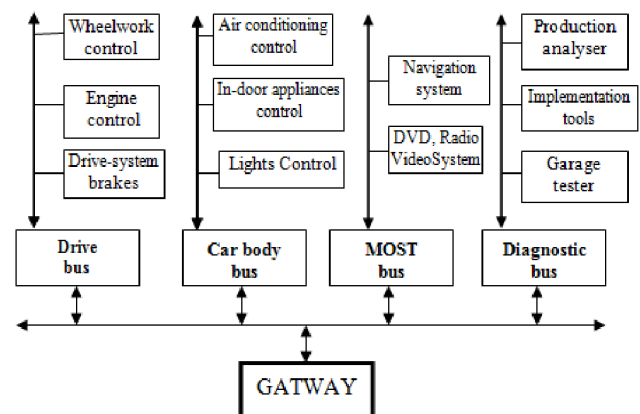 Wheelwork
control
Engine
control
Drive-system
brakes
Drive
bus
Air conditioning
control
In-door appliances
control
Lights Control
Car body
bus
Navigation
system
DVD, Radio
VideoSystem
MOST
bus
Production
analyser
Implementation
tools
Garage
tester
Diagnostic
bus
GATWAY